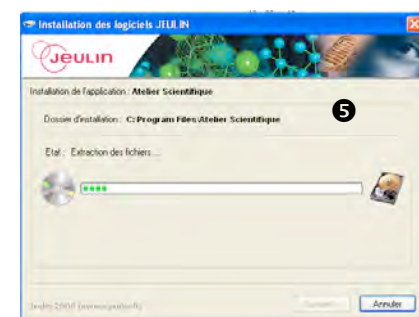 Installation des logiciels JEULIN
Jeulin
Installation de l'application : Atelier Scientifique
5
Dossier d'installation : C:\Program Files\Atelier Scientifique
Etat : Extraction des fichiers ...
Annuler